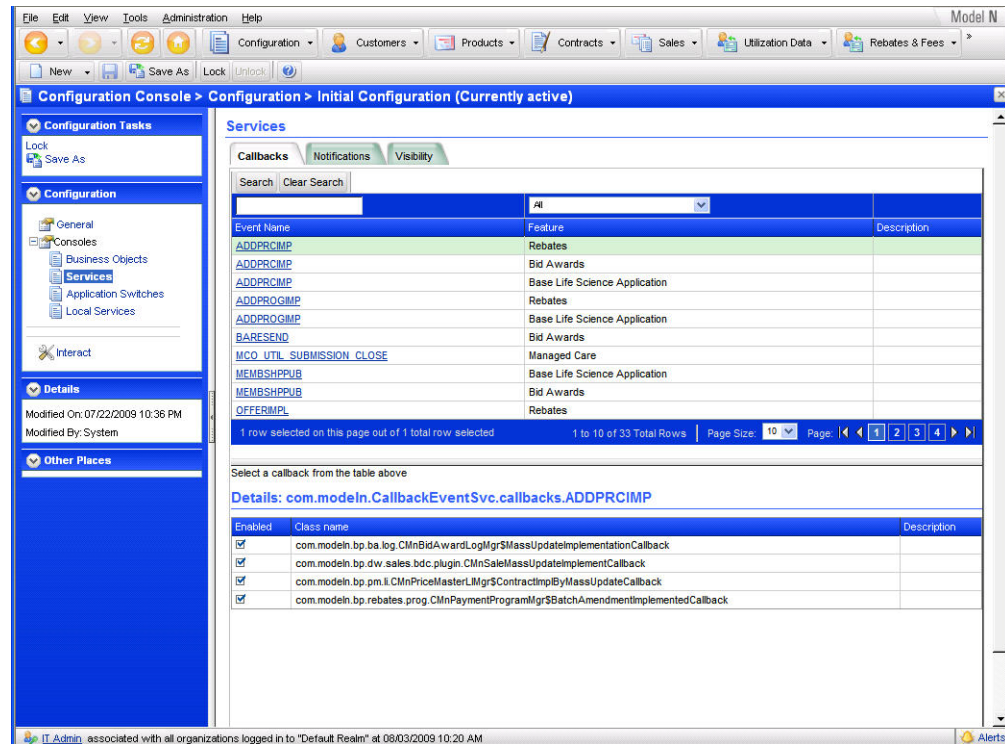 File Edit View Tools Administration Help Model N
Configuration Customers Products Contracts Sales Utilization Data Rebates & Fees »
New Save As Lock Unlock
Configuration Console > Configuration > Initial Configuration (Currently active)
Configuration Tasks
Lock
Save As
Configuration
General
Consoles
Business Objects
Services
Application Switches
Local Services
Interact
Details
Modified On: 07/22/2009 10:36 PM
Modified By: System
Other Places
Services
Callbacks Notifications Visibility
Search Clear Search
All
Event Name Feature Description
ADDPRCIMP Rebates
ADDPRCIMP Bid Awards
ADDPRCIMP Base Life Science Application
ADDPROGIMP Rebates
ADDPROGIMP Base Life Science Application
BARESEND Bid Awards
MCO_UTIL_SUBMISSION_CLOSE Managed Care
MEMBSHPPUB Base Life Science Application
MEMBSHPPUB Bid Awards
OFFERIMPL Rebates
1 row selected on this page out of 1 total row selected 1 to 10 of 33 Total Rows Page Size: 10 Page: 1 2 3 4
Select a callback from the table above
Details: com.modeln.CallbackEventSvc.callbacks.ADDPRCIMP
Enabled Class name Description
com.modeln.bp.ba.log.CMnBidAwardLogMgr$MassUpdateImplementationCallback
com.modeln.bp.dw.sales.bdc.plugin.CMnSaleMassUpdateImplementCallback
com.modeln.bp.pm.li.CMnPriceMasterLIMgr$ContractImplByMassUpdateCallback
com.modeln.bp.rebates.prog.CMnPaymentProgramMgr$BatchAmendmentImplementedCallback
IT Admin associated with all organizations logged in to "Default Realm" at 08/03/2009 10:20 AM Alerts